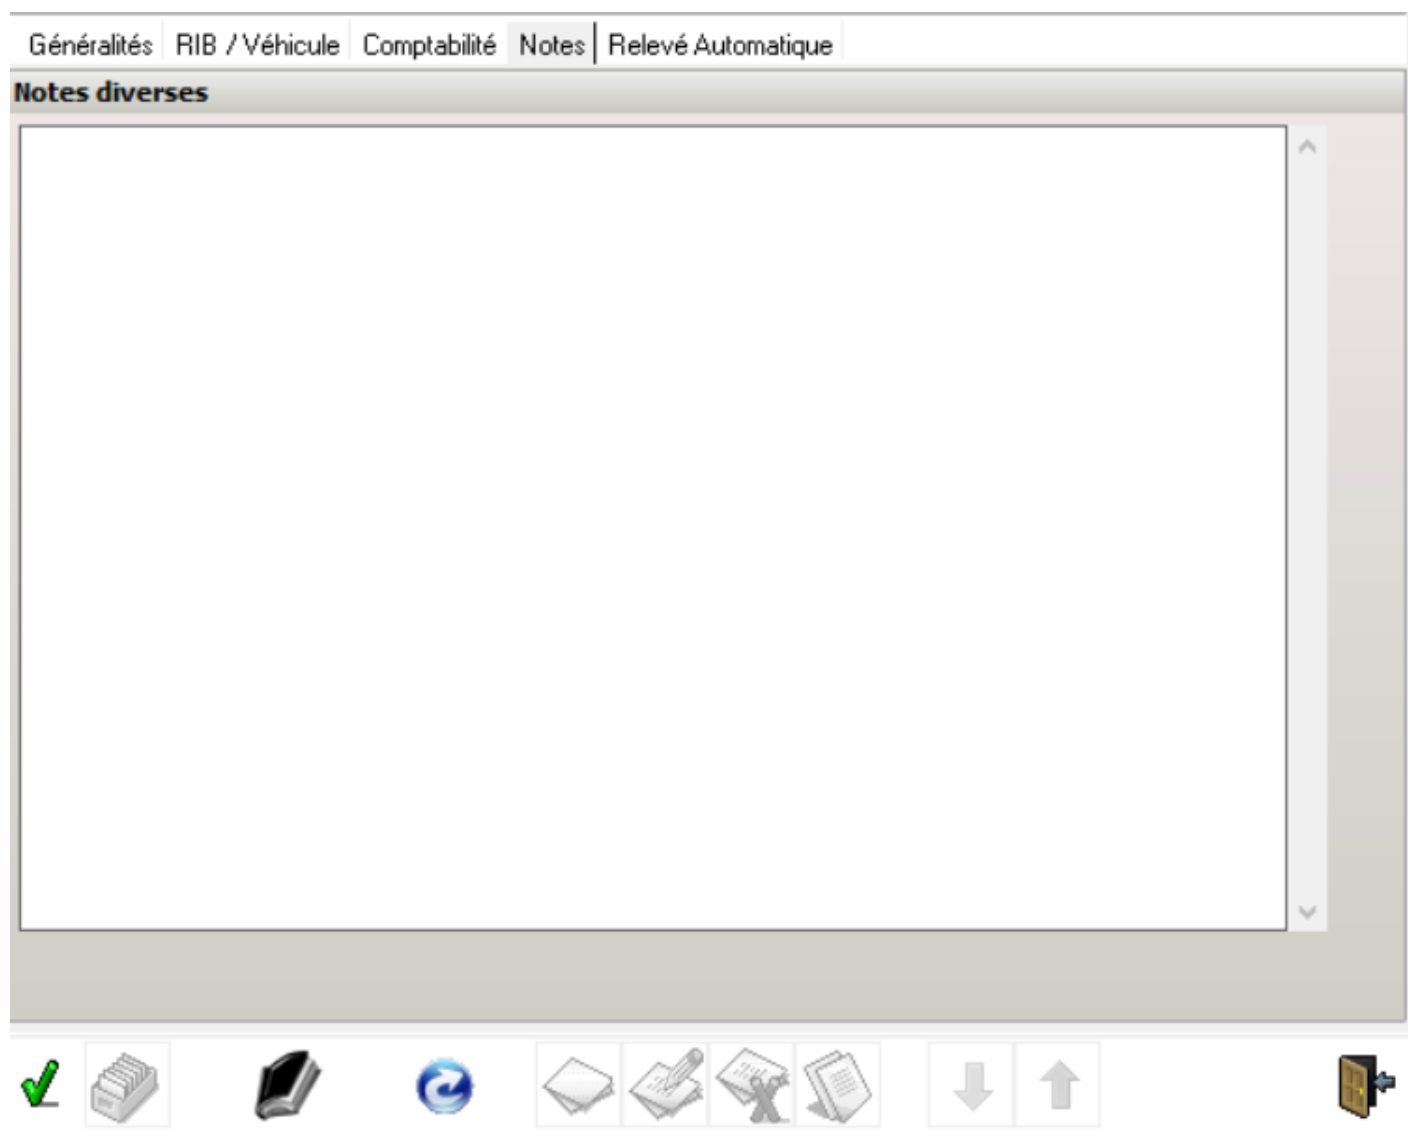 Généralités RIB / Véhicule Comptabilité Notes Relevé Automatique
Notes diverses